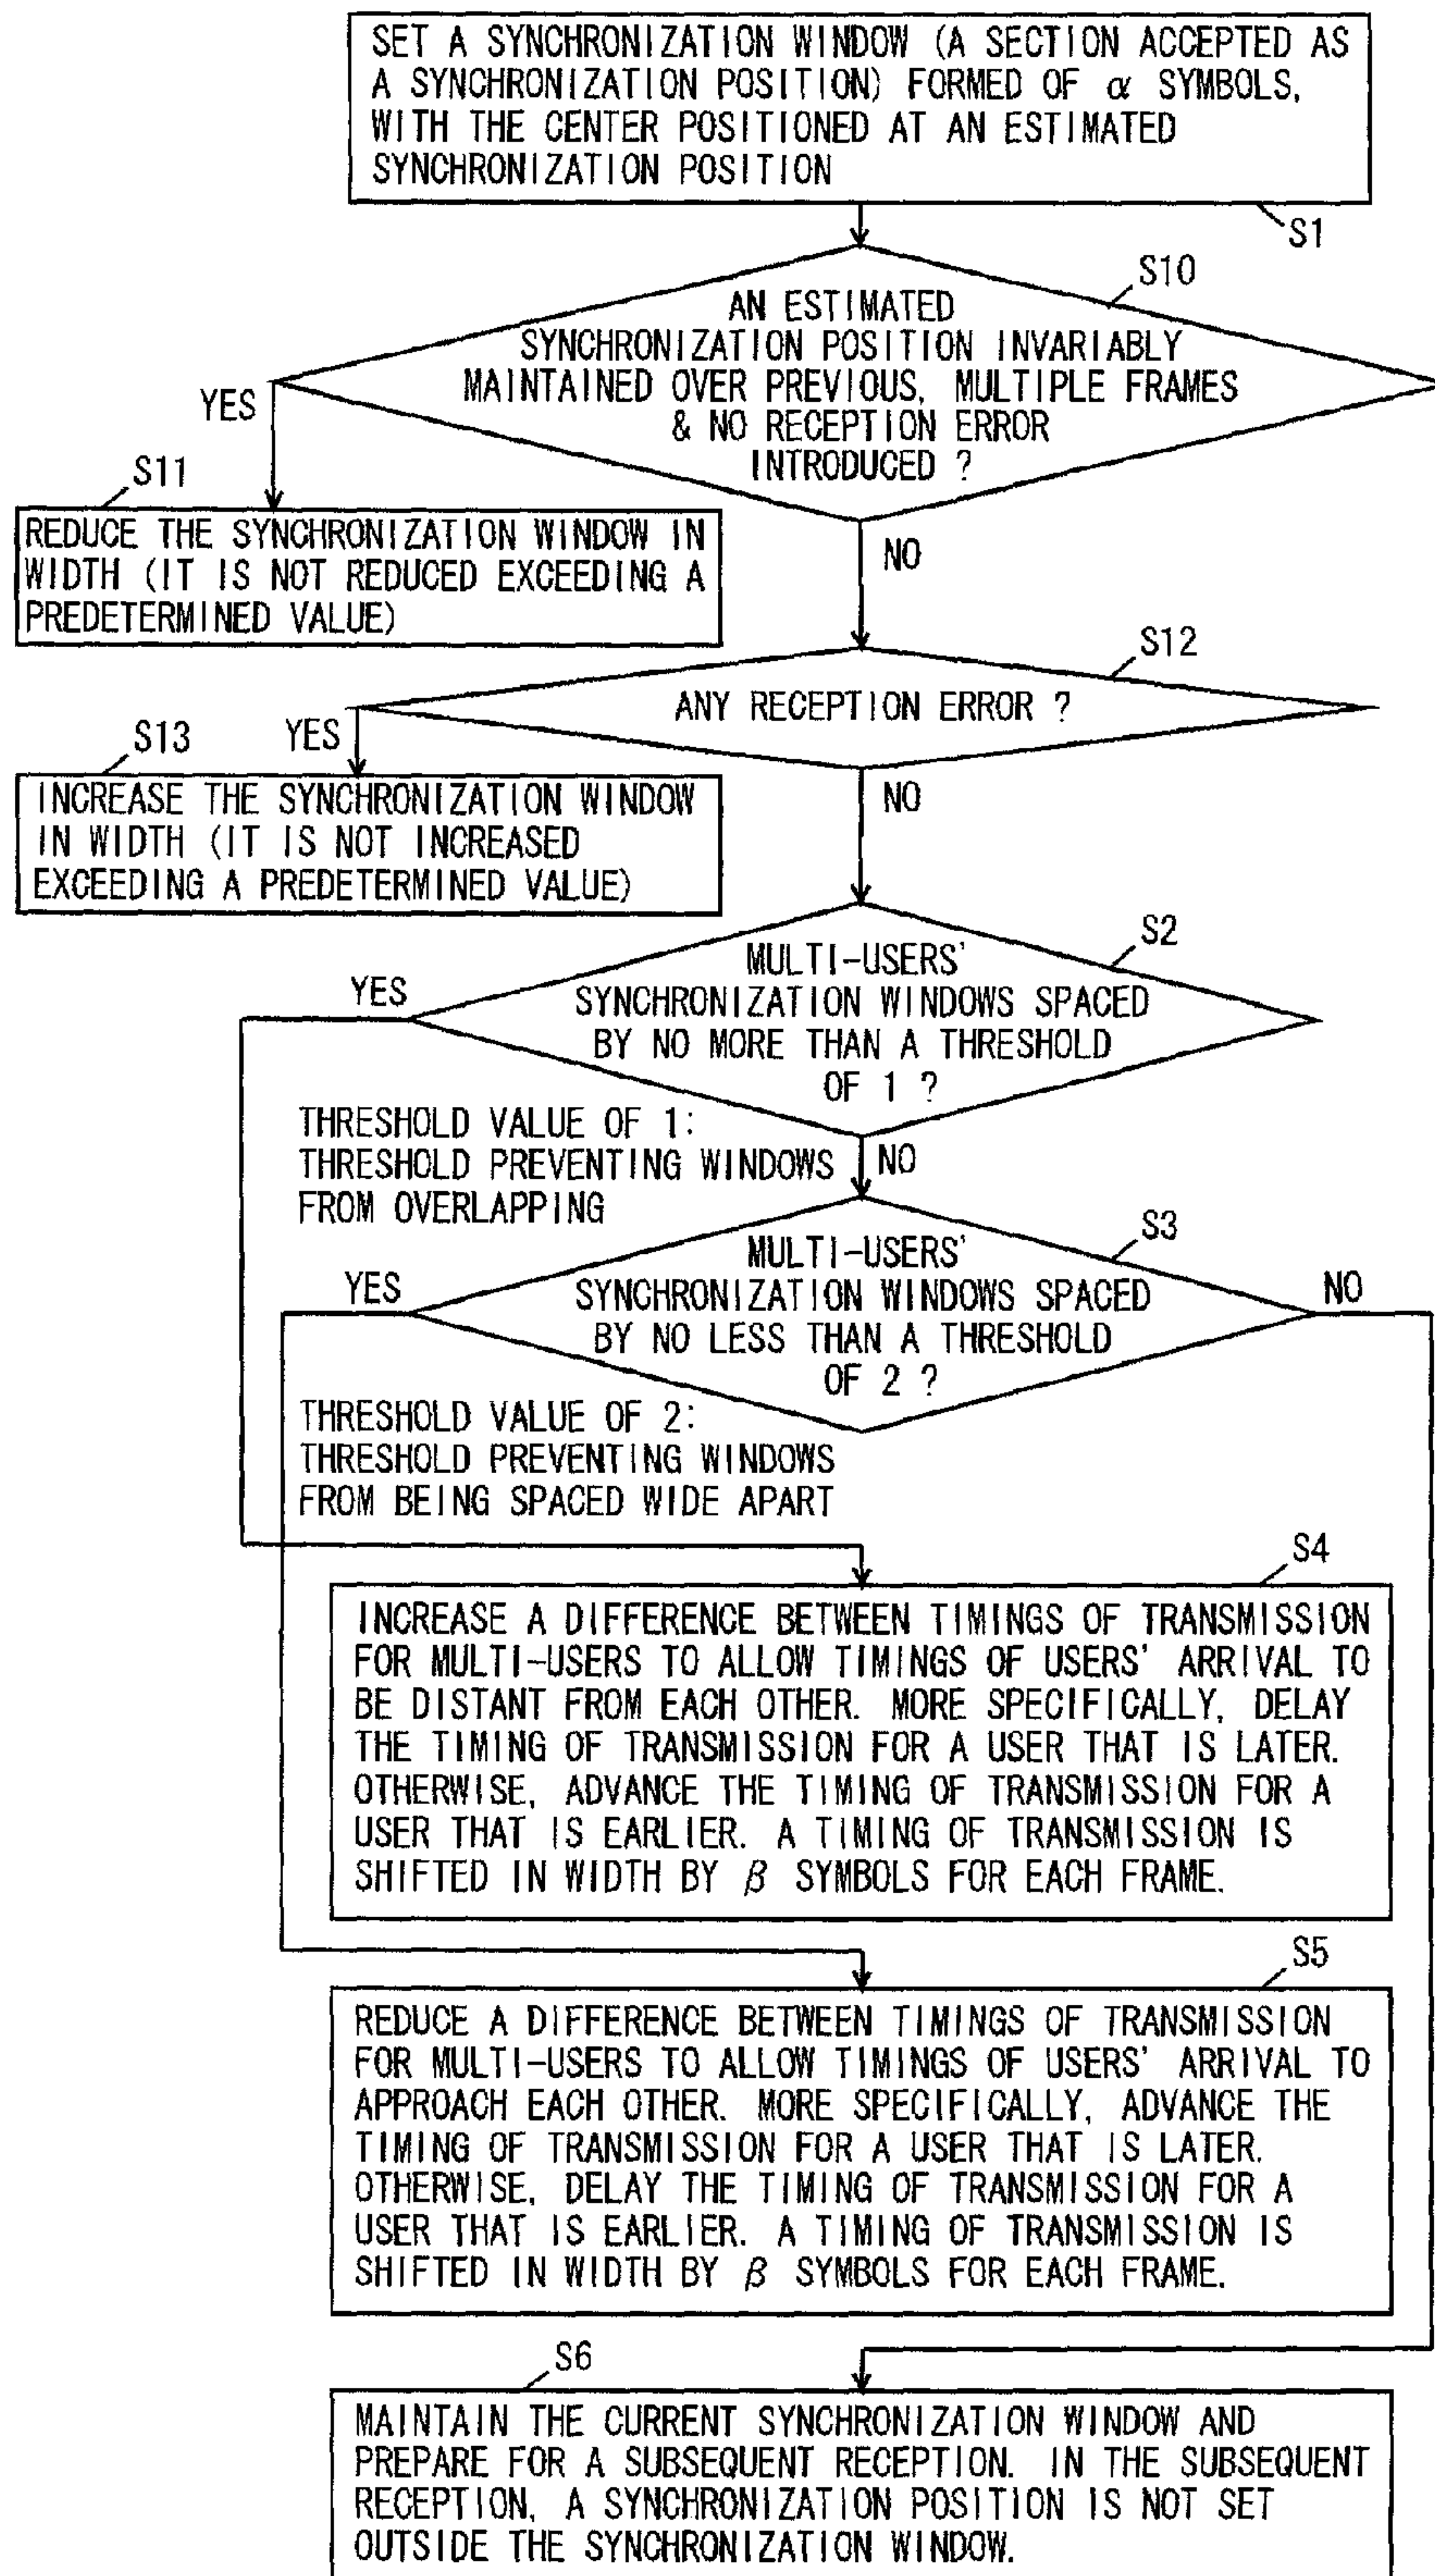 SET A SYNCHRONIZATION WINDOW (A SECTION ACCEPTED AS
A SYNCHRONIZATION POSITION) FORMED OF α SYMBOLS,
WITH THE CENTER POSITIONED AT AN ESTIMATED
SYNCHRONIZATION POSITION
S1
S10
AN ESTIMATED
SYNCHRONIZATION POSITION INVARIABLY
MAINTAINED OVER PREVIOUS, MULTIPLE FRAMES
& NO RECEPTION ERROR
INTRODUCED ?
YES
NO
S11
REDUCE THE SYNCHRONIZATION WINDOW IN
WIDTH (IT IS NOT REDUCED EXCEEDING A
PREDETERMINED VALUE)
S12
ANY RECEPTION ERROR ?
YES
NO
S13
INCREASE THE SYNCHRONIZATION WINDOW
IN WIDTH (IT IS NOT INCREASED
EXCEEDING A PREDETERMINED VALUE)
S2
MULTI-USERS'
SYNCHRONIZATION WINDOWS SPACED
BY NO MORE THAN A THRESHOLD
OF 1 ?
YES
NO
THRESHOLD VALUE OF 1:
THRESHOLD PREVENTING WINDOWS
FROM OVERLAPPING
S3
MULTI-USERS'
SYNCHRONIZATION WINDOWS SPACED
BY NO LESS THAN A THRESHOLD
OF 2 ?
YES
NO
THRESHOLD VALUE OF 2:
THRESHOLD PREVENTING WINDOWS
FROM BEING SPACED WIDE APART
S4
INCREASE A DIFFERENCE BETWEEN TIMINGS OF TRANSMISSION
FOR MULTI-USERS TO ALLOW TIMINGS OF USERS' ARRIVAL TO
BE DISTANT FROM EACH OTHER. MORE SPECIFICALLY, DELAY
THE TIMING OF TRANSMISSION FOR A USER THAT IS LATER.
OTHERWISE, ADVANCE THE TIMING OF TRANSMISSION FOR A
USER THAT IS EARLIER. A TIMING OF TRANSMISSION IS
SHIFTED IN WIDTH BY β SYMBOLS FOR EACH FRAME.
S5
REDUCE A DIFFERENCE BETWEEN TIMINGS OF TRANSMISSION
FOR MULTI-USERS TO ALLOW TIMINGS OF USERS' ARRIVAL TO
APPROACH EACH OTHER. MORE SPECIFICALLY, ADVANCE THE
TIMING OF TRANSMISSION FOR A USER THAT IS LATER.
OTHERWISE, DELAY THE TIMING OF TRANSMISSION FOR A
USER THAT IS EARLIER. A TIMING OF TRANSMISSION IS
SHIFTED IN WIDTH BY β SYMBOLS FOR EACH FRAME.
S6
MAINTAIN THE CURRENT SYNCHRONIZATION WINDOW AND
PREPARE FOR A SUBSEQUENT RECEPTION. IN THE SUBSEQUENT
RECEPTION, A SYNCHRONIZATION POSITION IS NOT SET
OUTSIDE THE SYNCHRONIZATION WINDOW.